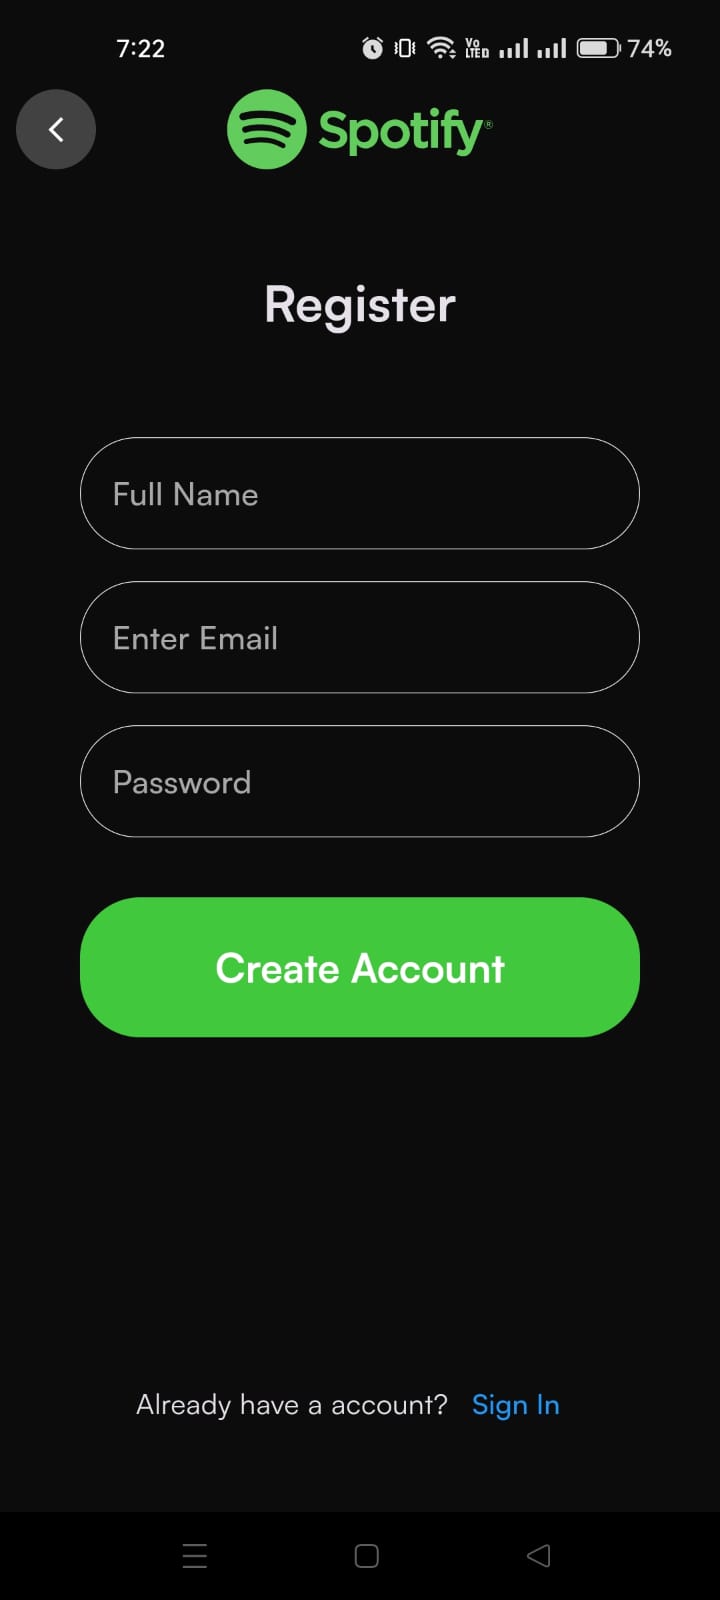 7:22 Vo LTE D 74%
Spotify®
Register
Full Name
Enter Email
Password
Create Account
Already have a account? Sign In